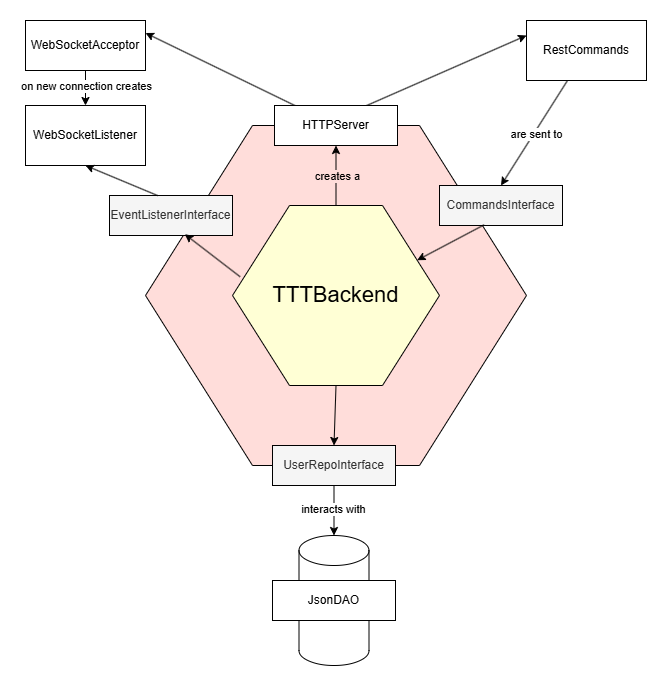 WebSocketAcceptor
RestCommands
on new connection creates
HTTPServer
WebSocketListener
are sent to
creates a
EventListenerInterface
CommandsInterface
TTTBackend
UserRepoInterface
interacts with
JsonDAO